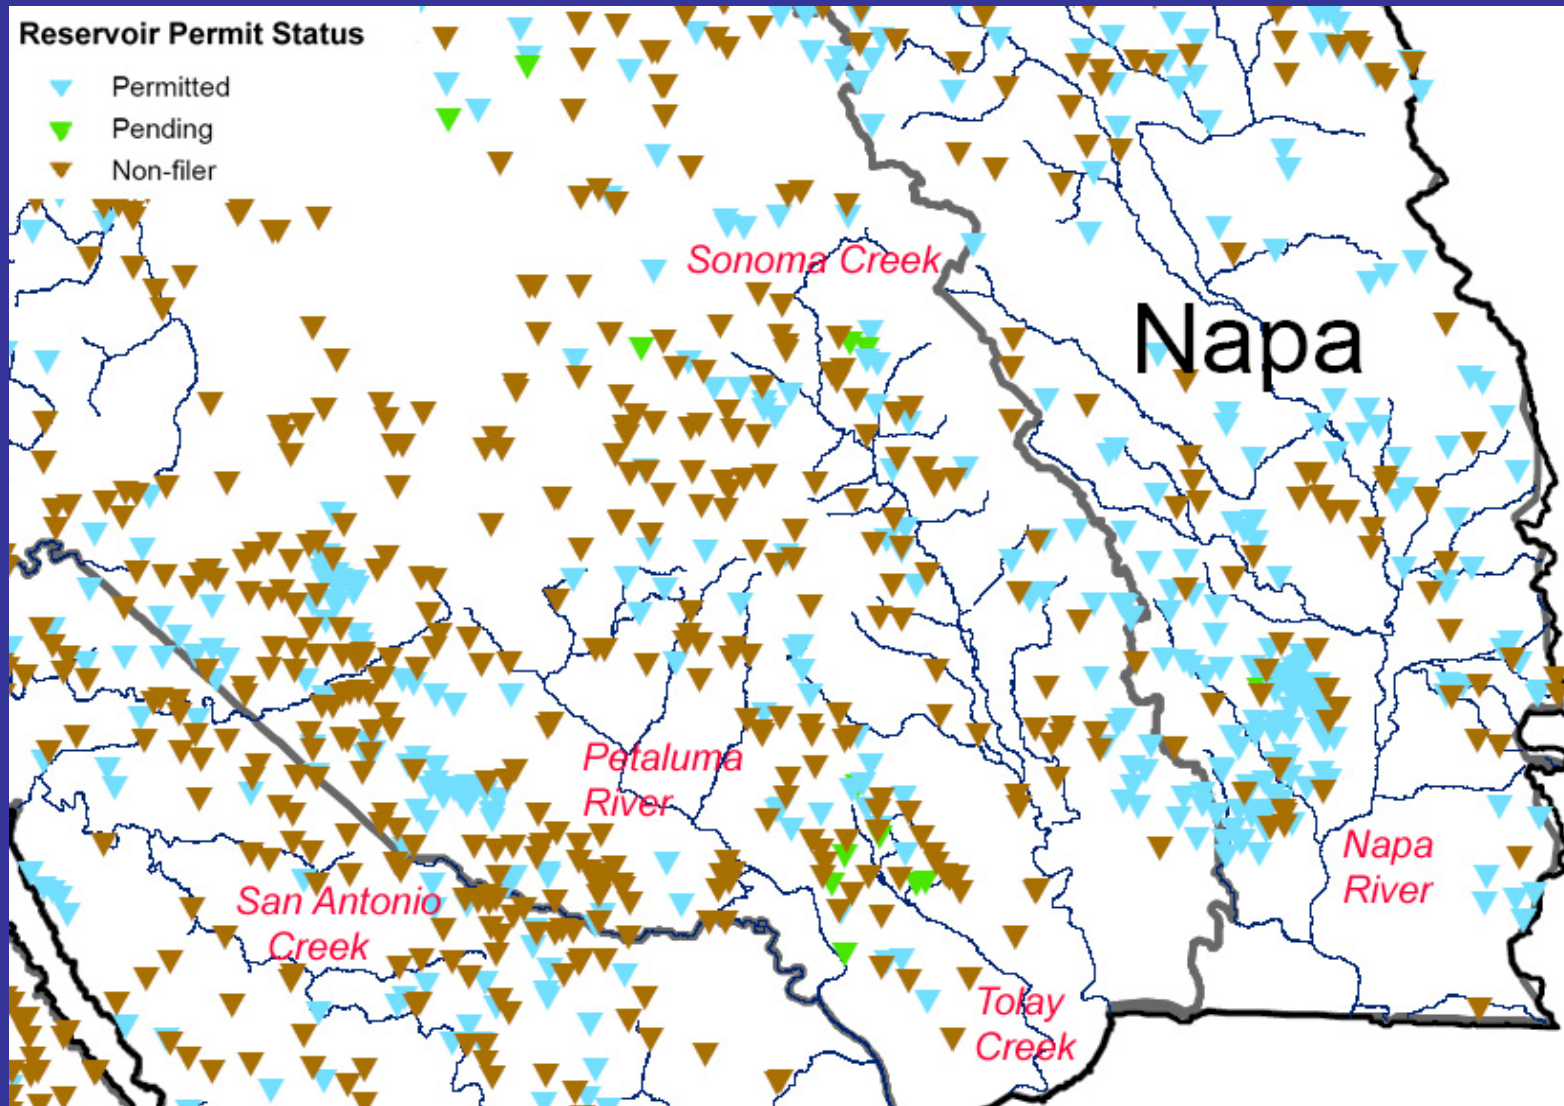 Reservoir Permit Status
Permitted
Pending
Non-filer
Sonoma Creek
Napa
Petaluma
River
Napa
River
San Antonio
Creek
Tolay
Creek